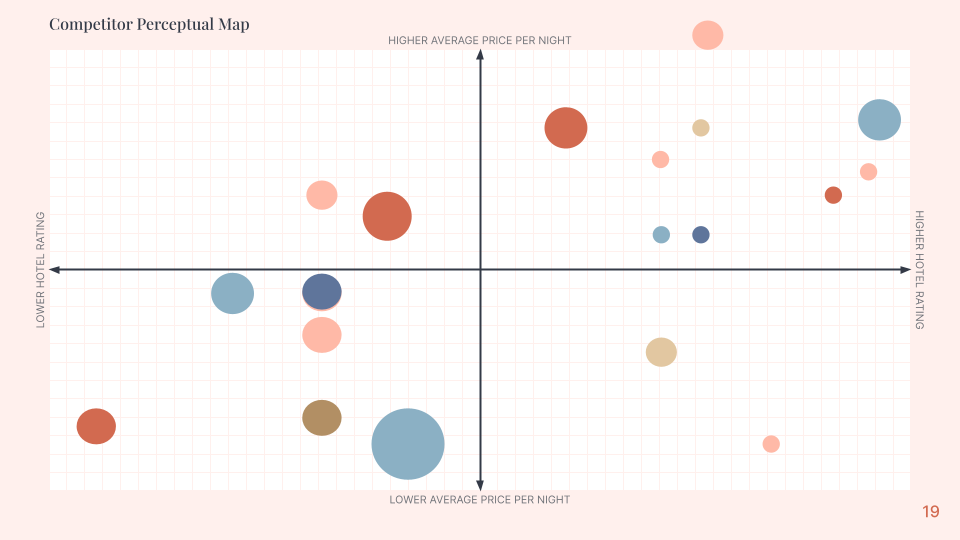 Competitor Perceptual Map
HIGHER AVERAGE PRICE PER NIGHT
LOWER HOTEL RATING
HIGHER HOTEL RATING
LOWER AVERAGE PRICE PER NIGHT
19